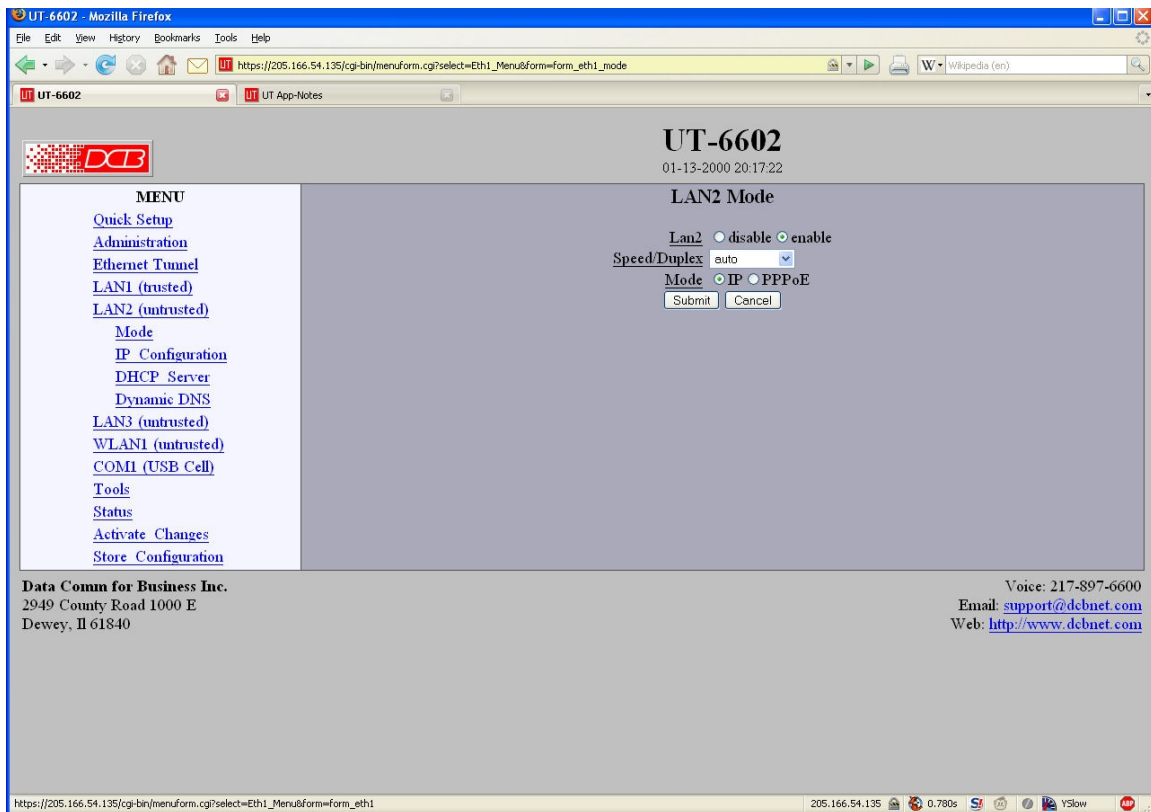 UT-6602 - Mozilla Firefox
File Edit View History Bookmarks Tools Help
UT https://205.166.54.135/cgi-bin/menuform.cgi?select=Eth1_Menu&form=form_eth1_mode W Wikipedia (en)
UT UT-6602 UT UT App-Notes
DCB
UT-6602
01-13-2000 20:17:22
MENU
Quick Setup
Administration
Ethernet Tunnel
LAN1 (trusted)
LAN2 (untrusted)
Mode
IP Configuration
DHCP Server
Dynamic DNS
LAN3 (untrusted)
WLAN1 (untrusted)
COM1 (USB Cell)
Tools
Status
Activate Changes
Store Configuration
LAN2 Mode
Lan2 disable enable
Speed/Duplex auto
Mode IP PPPoE
Submit Cancel
Data Comm for Business Inc.
2949 County Road 1000 E
Dewey, Il 61840
Voice: 217-897-6600
Email: support@dcbnet.com
Web: http://www.dcbnet.com
https://205.166.54.135/cgi-bin/menuform.cgi?select=Eth1_Menu&form=form_eth1 205.166.54.135 0.780s S YSlow ABP